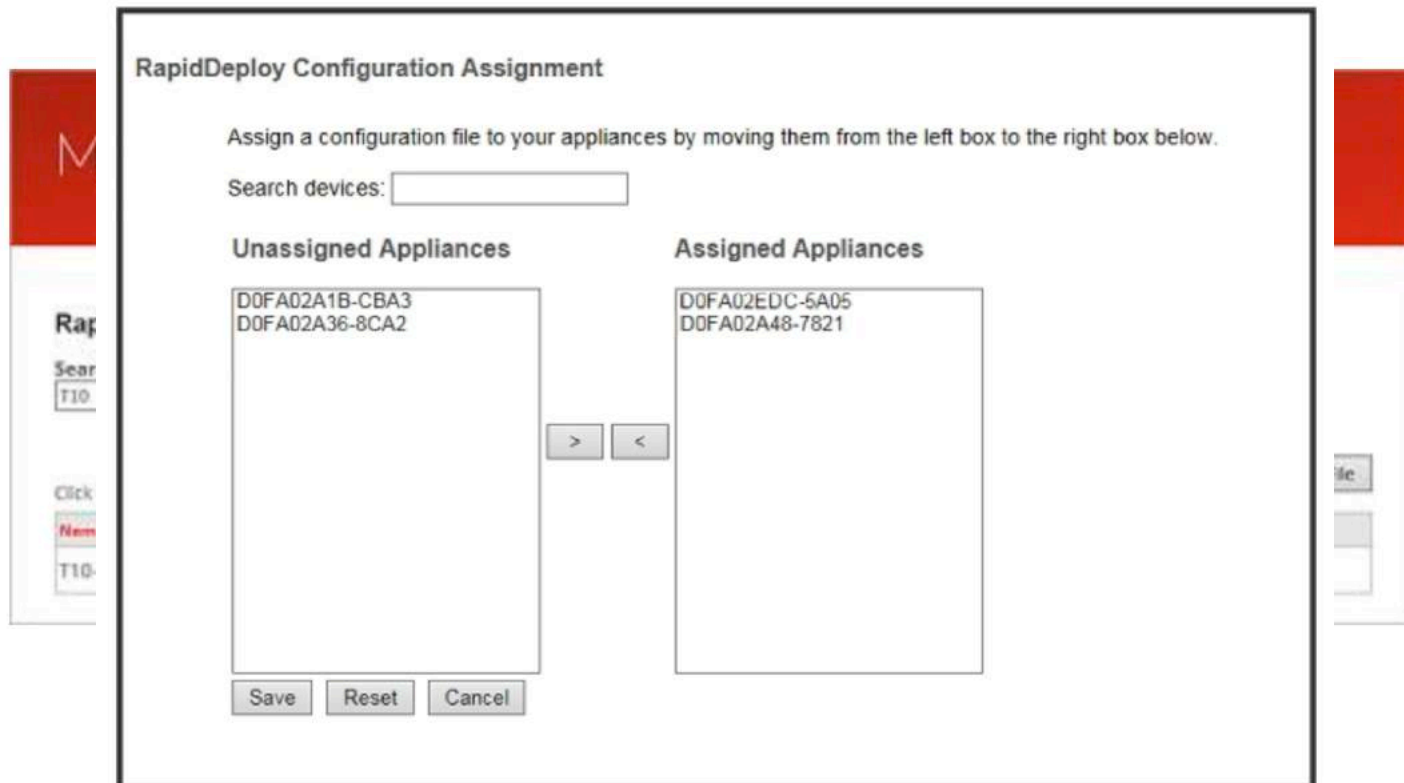 RapidDeploy Configuration Assignment
Assign a configuration file to your appliances by moving them from the left box to the right box below.
Search devices:
Unassigned Appliances
Assigned Appliances
D0FA02A1B-CBA3
D0FA02A36-8CA2
D0FA02EDC-5A05
D0FA02A48-7821
> <
Save Reset Cancel
M
Rap
Sear
T10
Click
Nam
T10-
ile